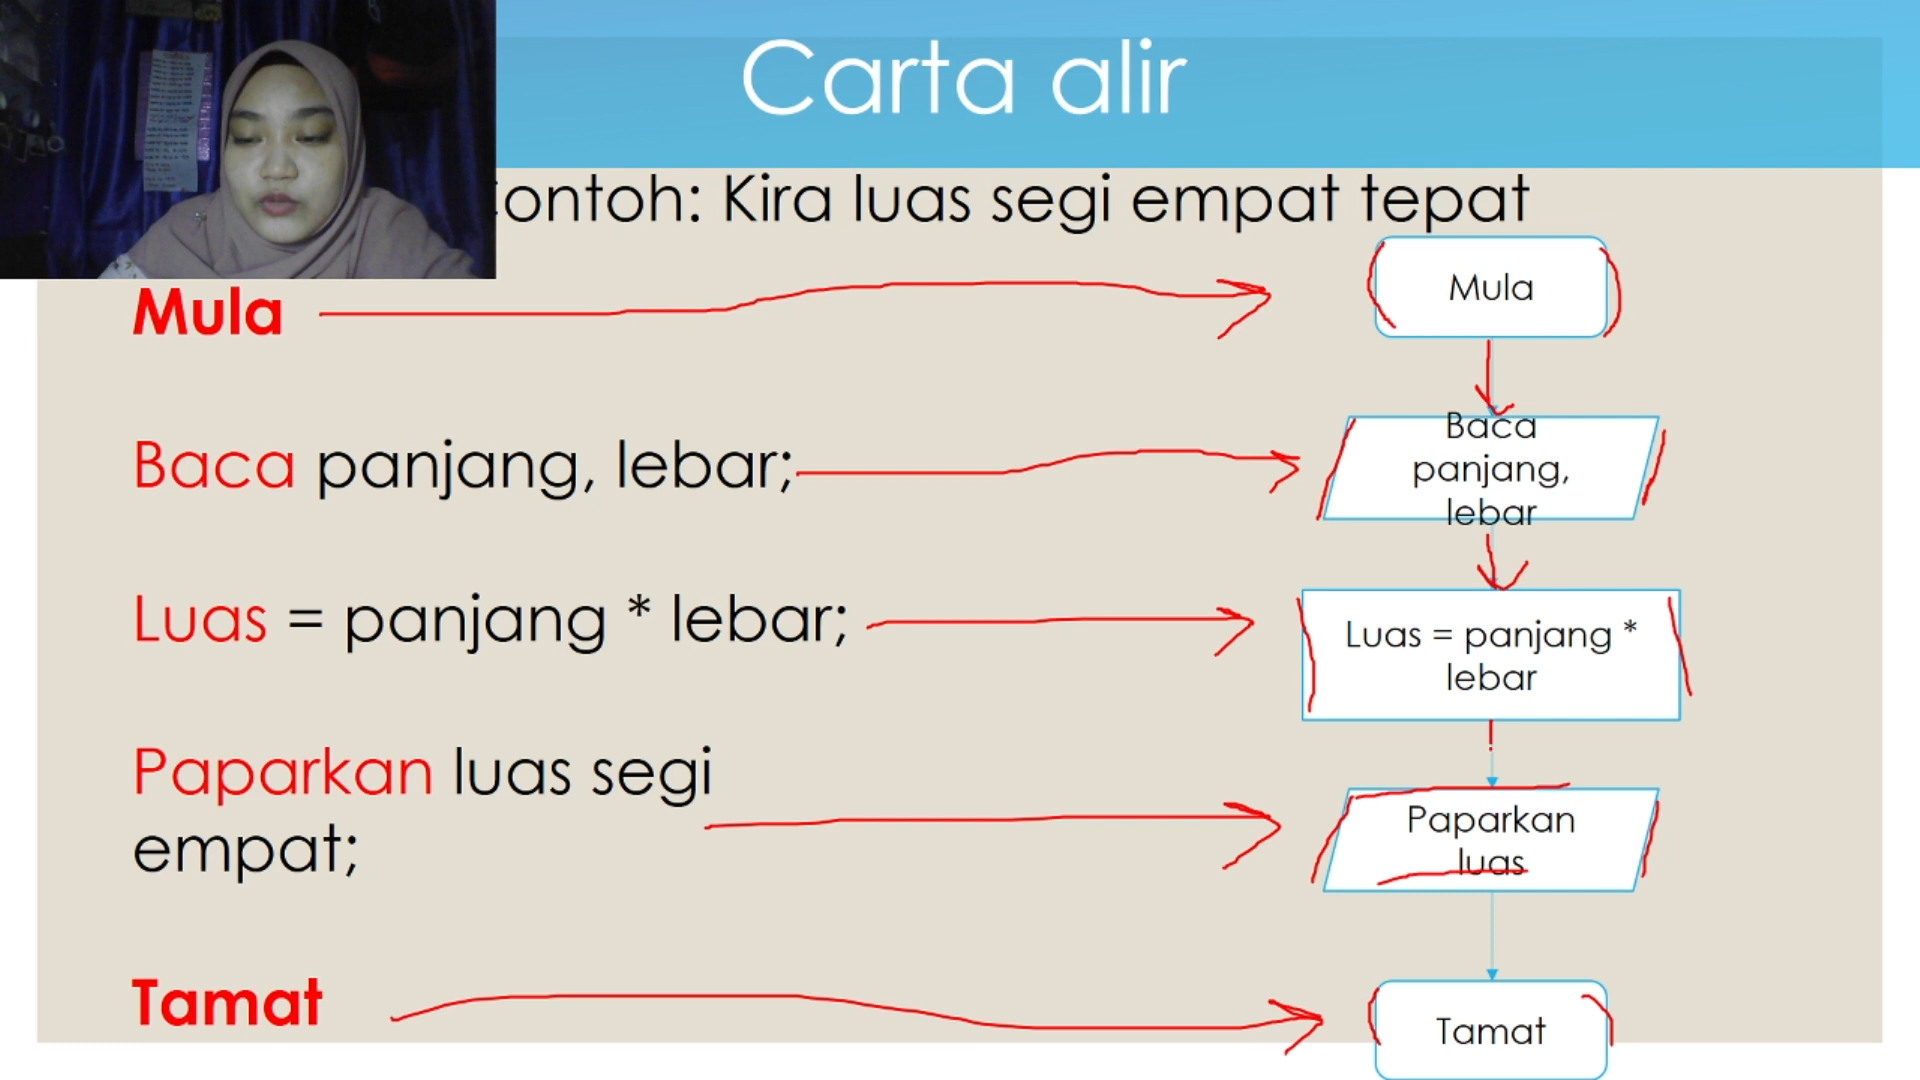 Carta alir
Contoh: Kira luas segi empat tepat
Mula
Baca panjang, lebar;
Luas = panjang * lebar;
Paparkan luas segi
empat;
Tamat
Mula
Baca
panjang,
lebar
Luas = panjang *
lebar
Paparkan
luas
Tamat